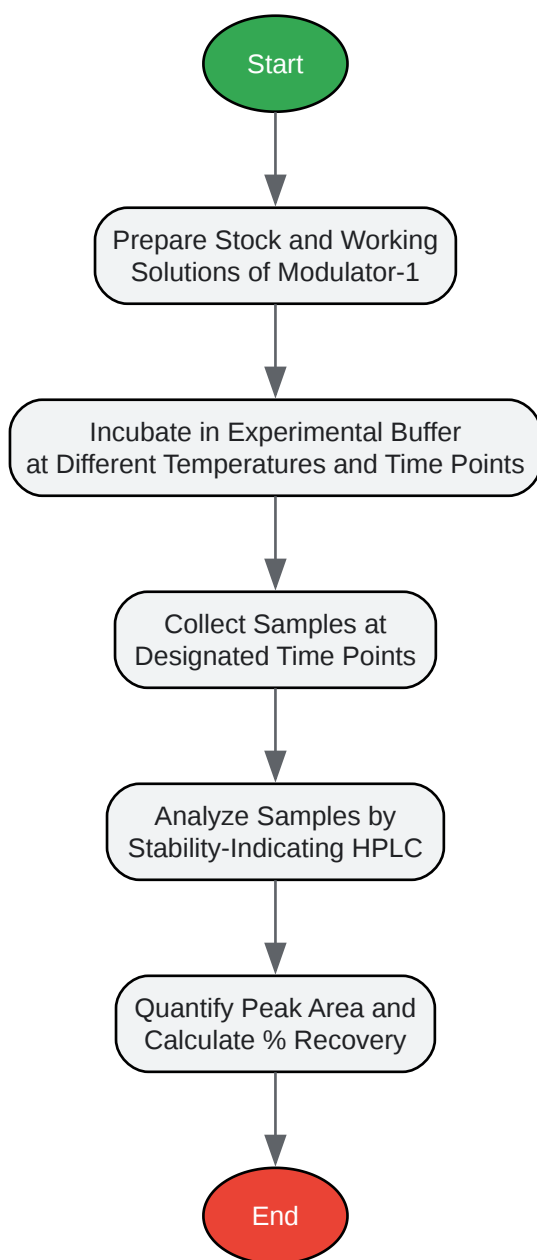 Start
Prepare Stock and Working
Solutions of Modulator-1
Incubate in Experimental Buffer
at Different Temperatures and Time Points
Collect Samples at
Designated Time Points
Analyze Samples by
Stability-Indicating HPLC
Quantify Peak Area and
Calculate % Recovery
End